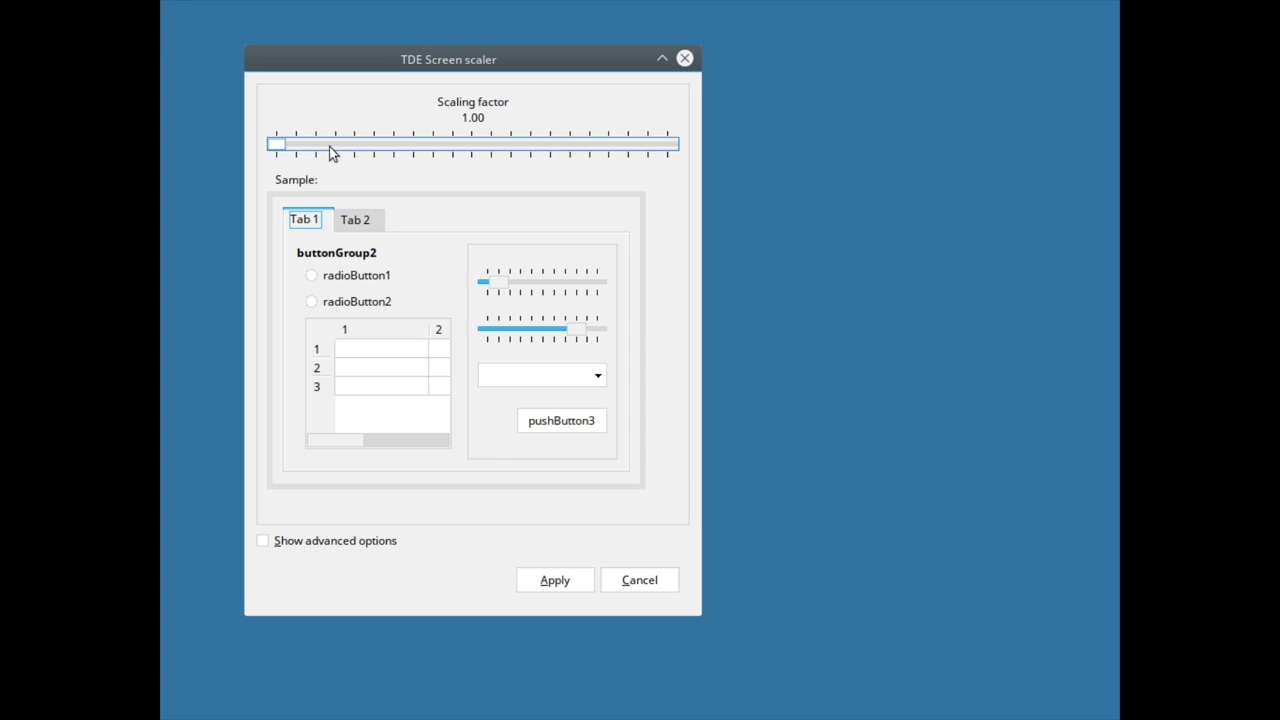 TDE Screen scaler
Scaling factor
1.00
Sample:
Tab 1 Tab 2
buttonGroup2
radioButton1
radioButton2
1 2
1
2
3
pushButton3
Show advanced options
Apply Cancel